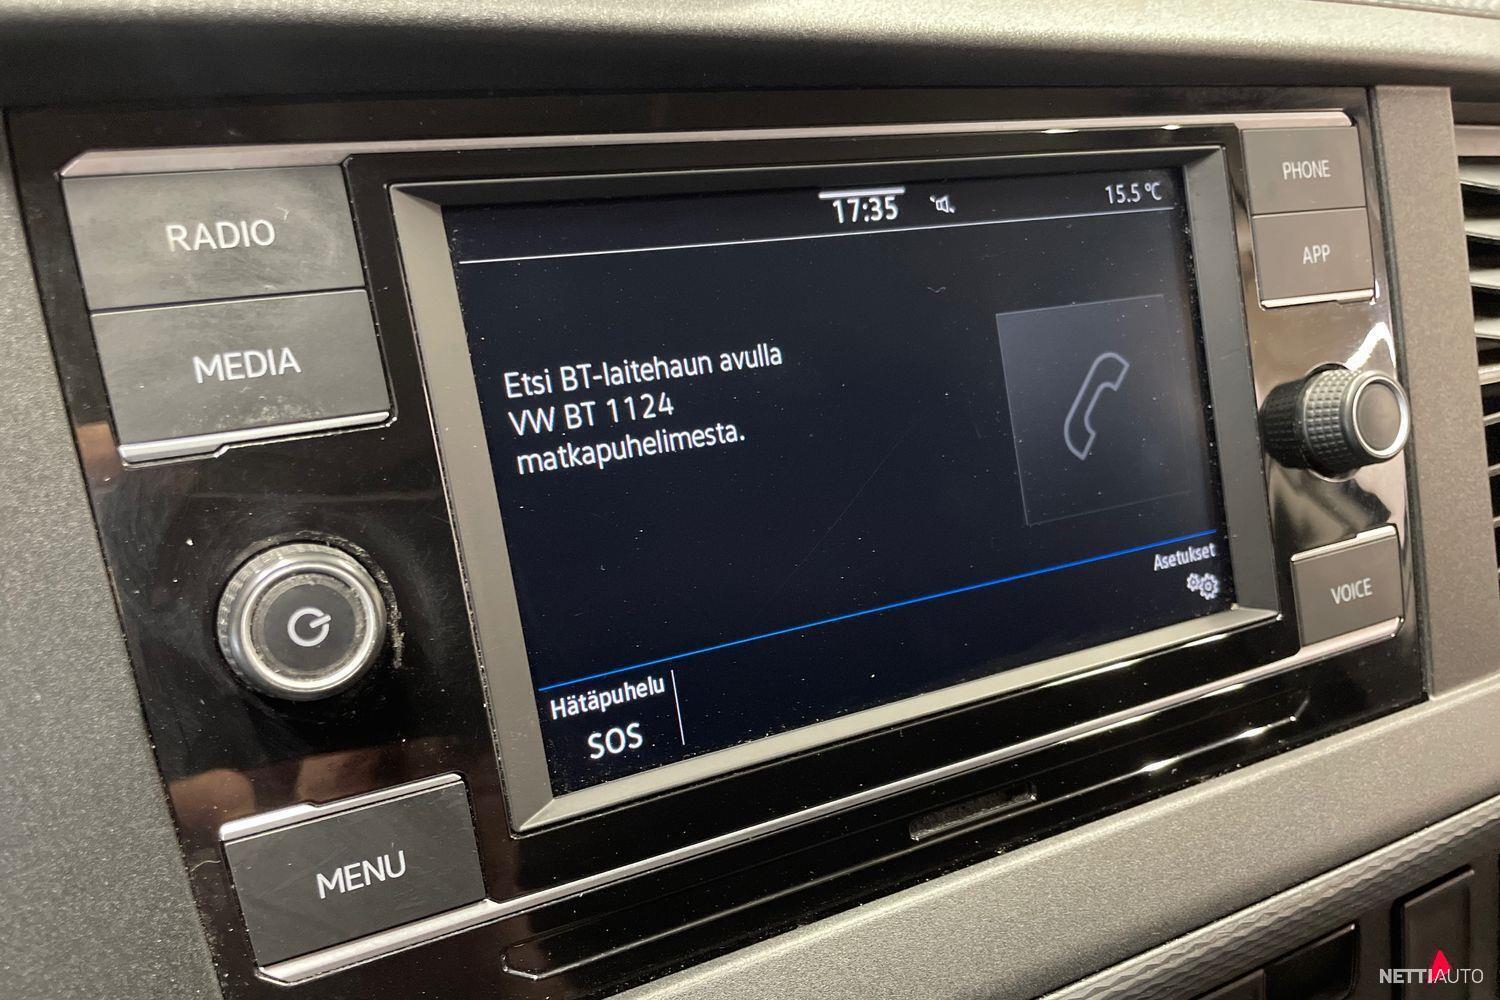 RADIO
MEDIA
MENU
17:35
15.5 °C
Etsi BT-laitehaun avulla
VW BT 1124
matkapuhelimesta.
Asetukset
Hätäpuhelu
SOS
PHONE
APP
VOICE
NETTIAUTO